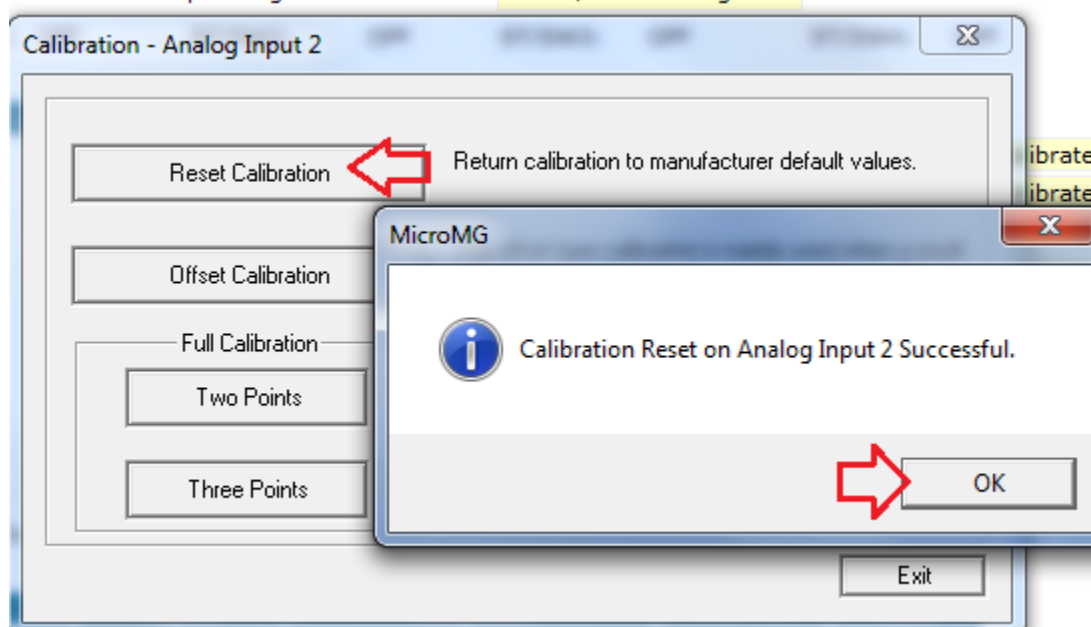 Calibration - Analog Input 2
Reset Calibration
Return calibration to manufacturer default values.
ibrate
ibrate
MicroMG
Offset Calibration
Calibration Reset on Analog Input 2 Successful.
Full Calibration
Two Points
Three Points
OK
Exit